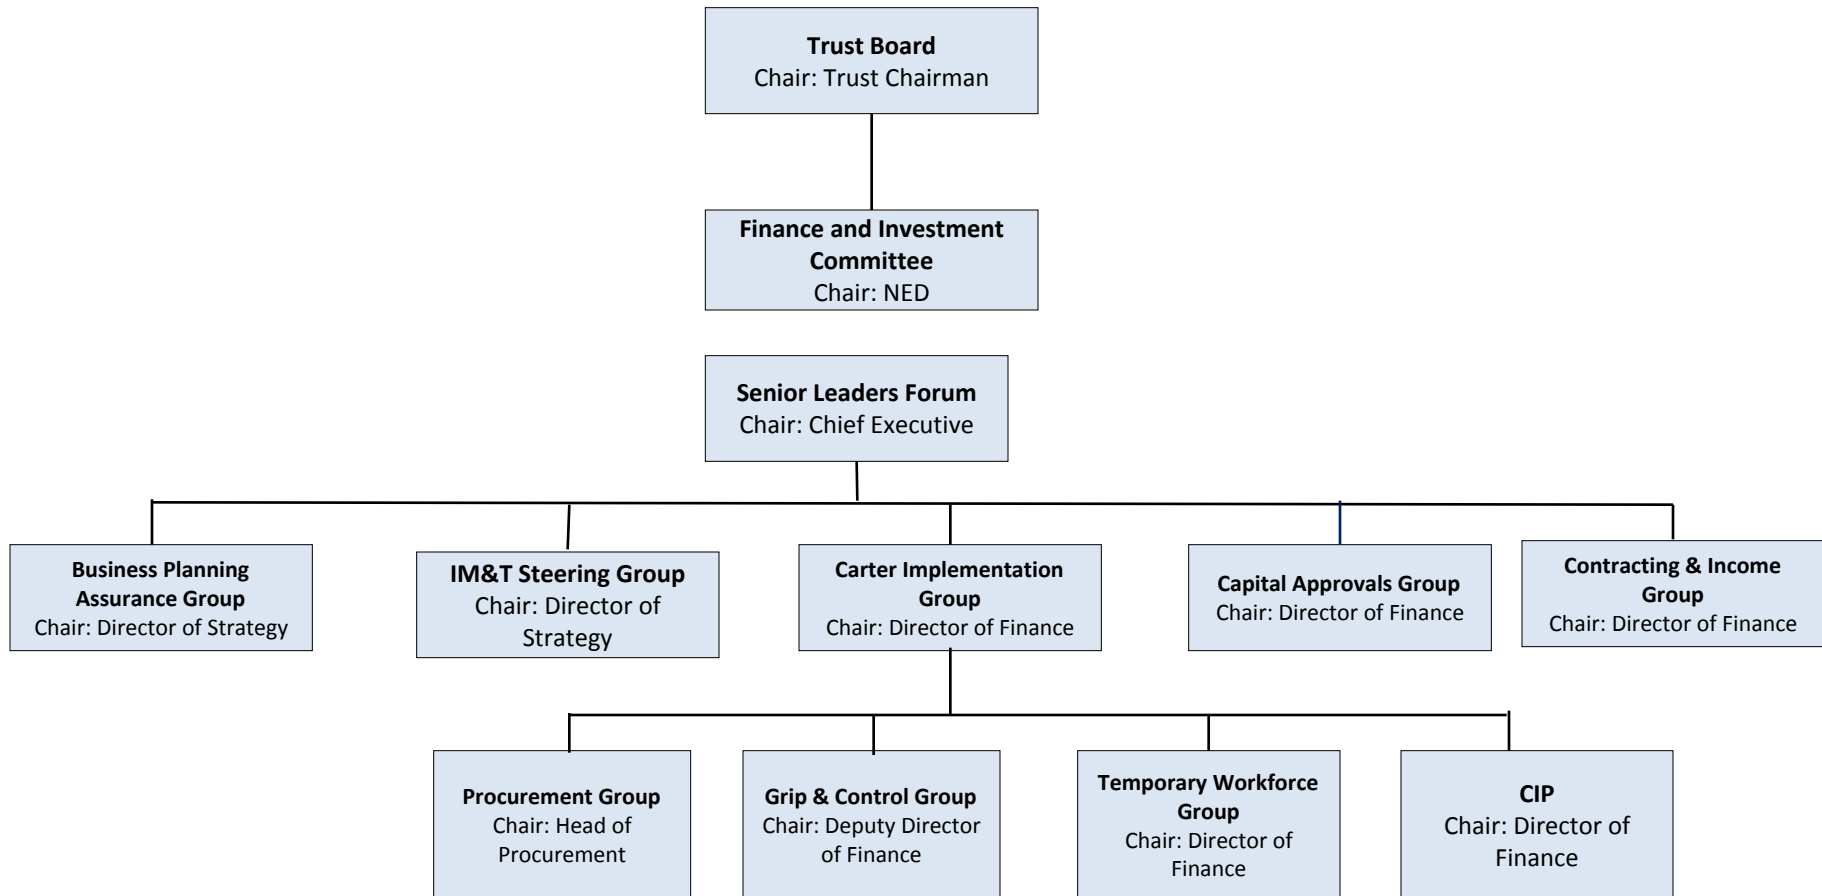 Trust Board
Chair: Trust Chairman
Finance and Investment
Committee
Chair: NED
Senior Leaders Forum
Chair: Chief Executive
Business Planning
Assurance Group
Chair: Director of Strategy
IM&T Steering Group
Chair: Director of
Strategy
Carter Implementation
Group
Chair: Director of Finance
Capital Approvals Group
Chair: Director of Finance
Contracting & Income
Group
Chair: Director of Finance
Procurement Group
Chair: Head of
Procurement
Grip & Control Group
Chair: Deputy Director
of Finance
Temporary Workforce
Group
Chair: Director of
Finance
CIP
Chair: Director of
Finance